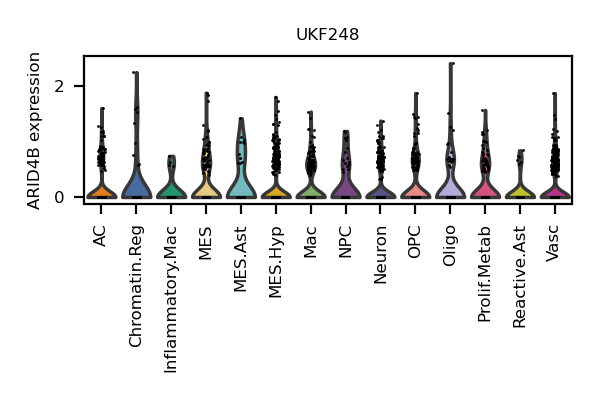 UKF248
ARID4B expression
2
0
AC
Chromatin.Reg
Inflammatory.Mac
MES
MES.Ast
MES.Hyp
Mac
NPC
Neuron
OPC
Oligo
Prolif.Metab
Reactive.Ast
Vasc